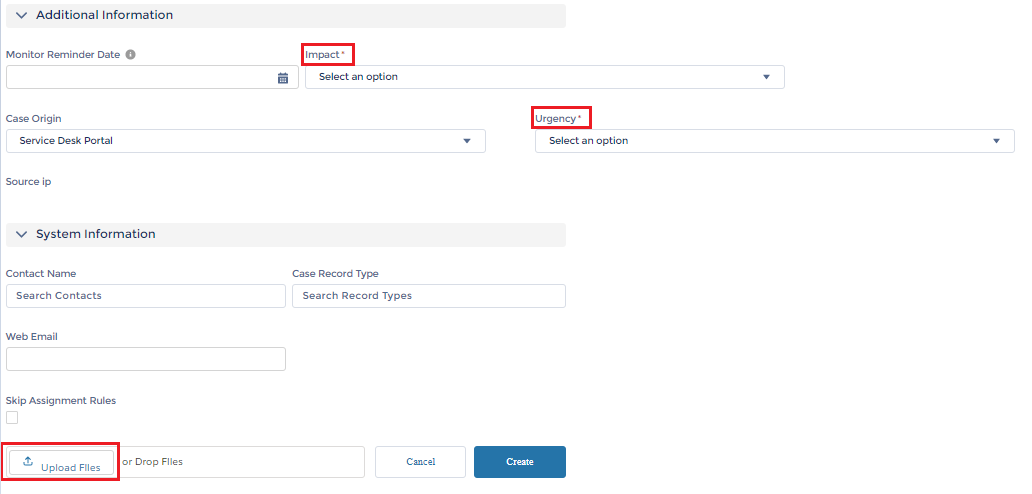 Additional Information
Monitor Reminder Date
Impact*
Select an option
Case Origin
Urgency*
Service Desk Portal
Select an option
Source ip
System Information
Contact Name
Case Record Type
Search Contacts
Search Record Types
Web Email
Skip Assignment Rules
Upload FIles
or Drop FIles
Cancel
Create